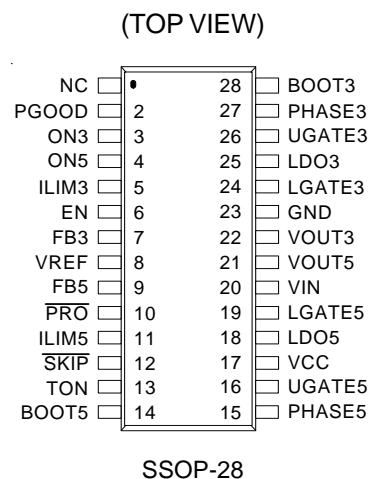 (TOP VIEW)
NC 28 BOOT3
PGOOD 2 27 PHASE3
ON3 3 26 UGATE3
ON5 4 25 LDO3
ILIM3 5 24 LGATE3
EN 6 23 GND
FB3 7 22 VOUT3
VREF 8 21 VOUT5
FB5 9 20 VIN
PRO 10 19 LGATE5
ILIM5 11 18 LDO5
SKIP 12 17 VCC
TON 13 16 UGATE5
BOOT5 14 15 PHASE5
SSOP-28